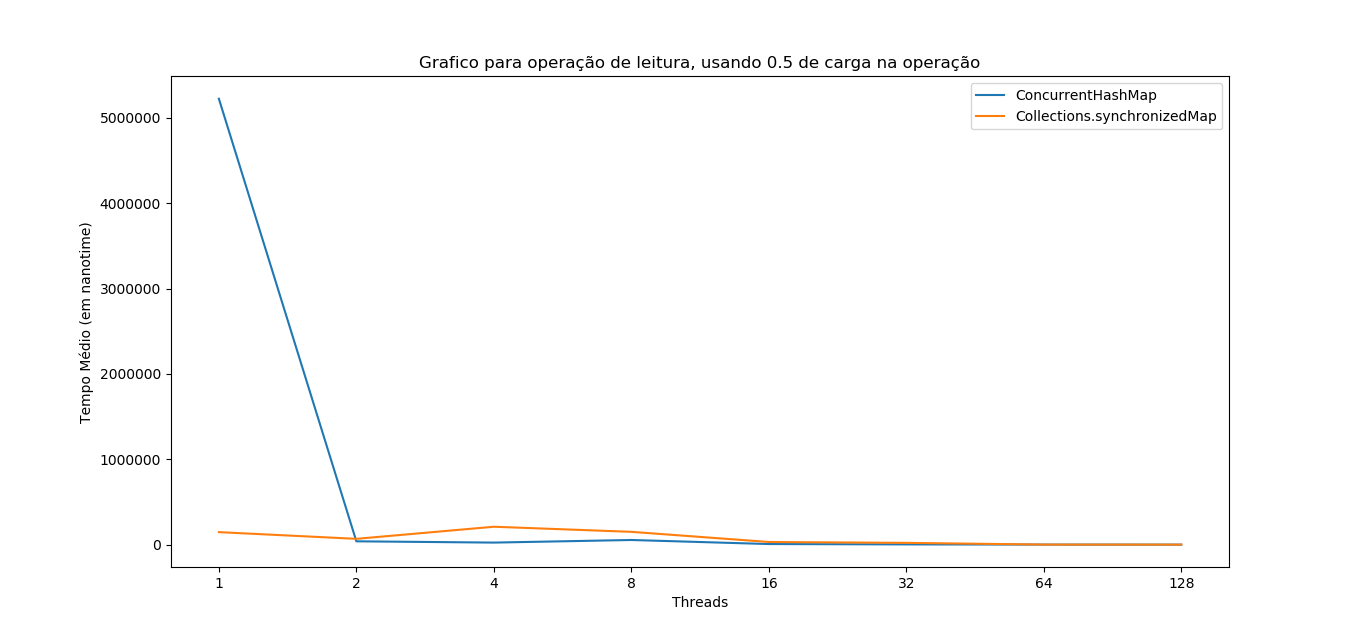 Grafico para operação de leitura, usando 0.5 de carga na operação
ConcurrentHashMap
Collections.synchronizedMap
Tempo Médio (em nanotime)
5000000
4000000
3000000
2000000
1000000
0
1 2 4 8 16 32 64 128
Threads